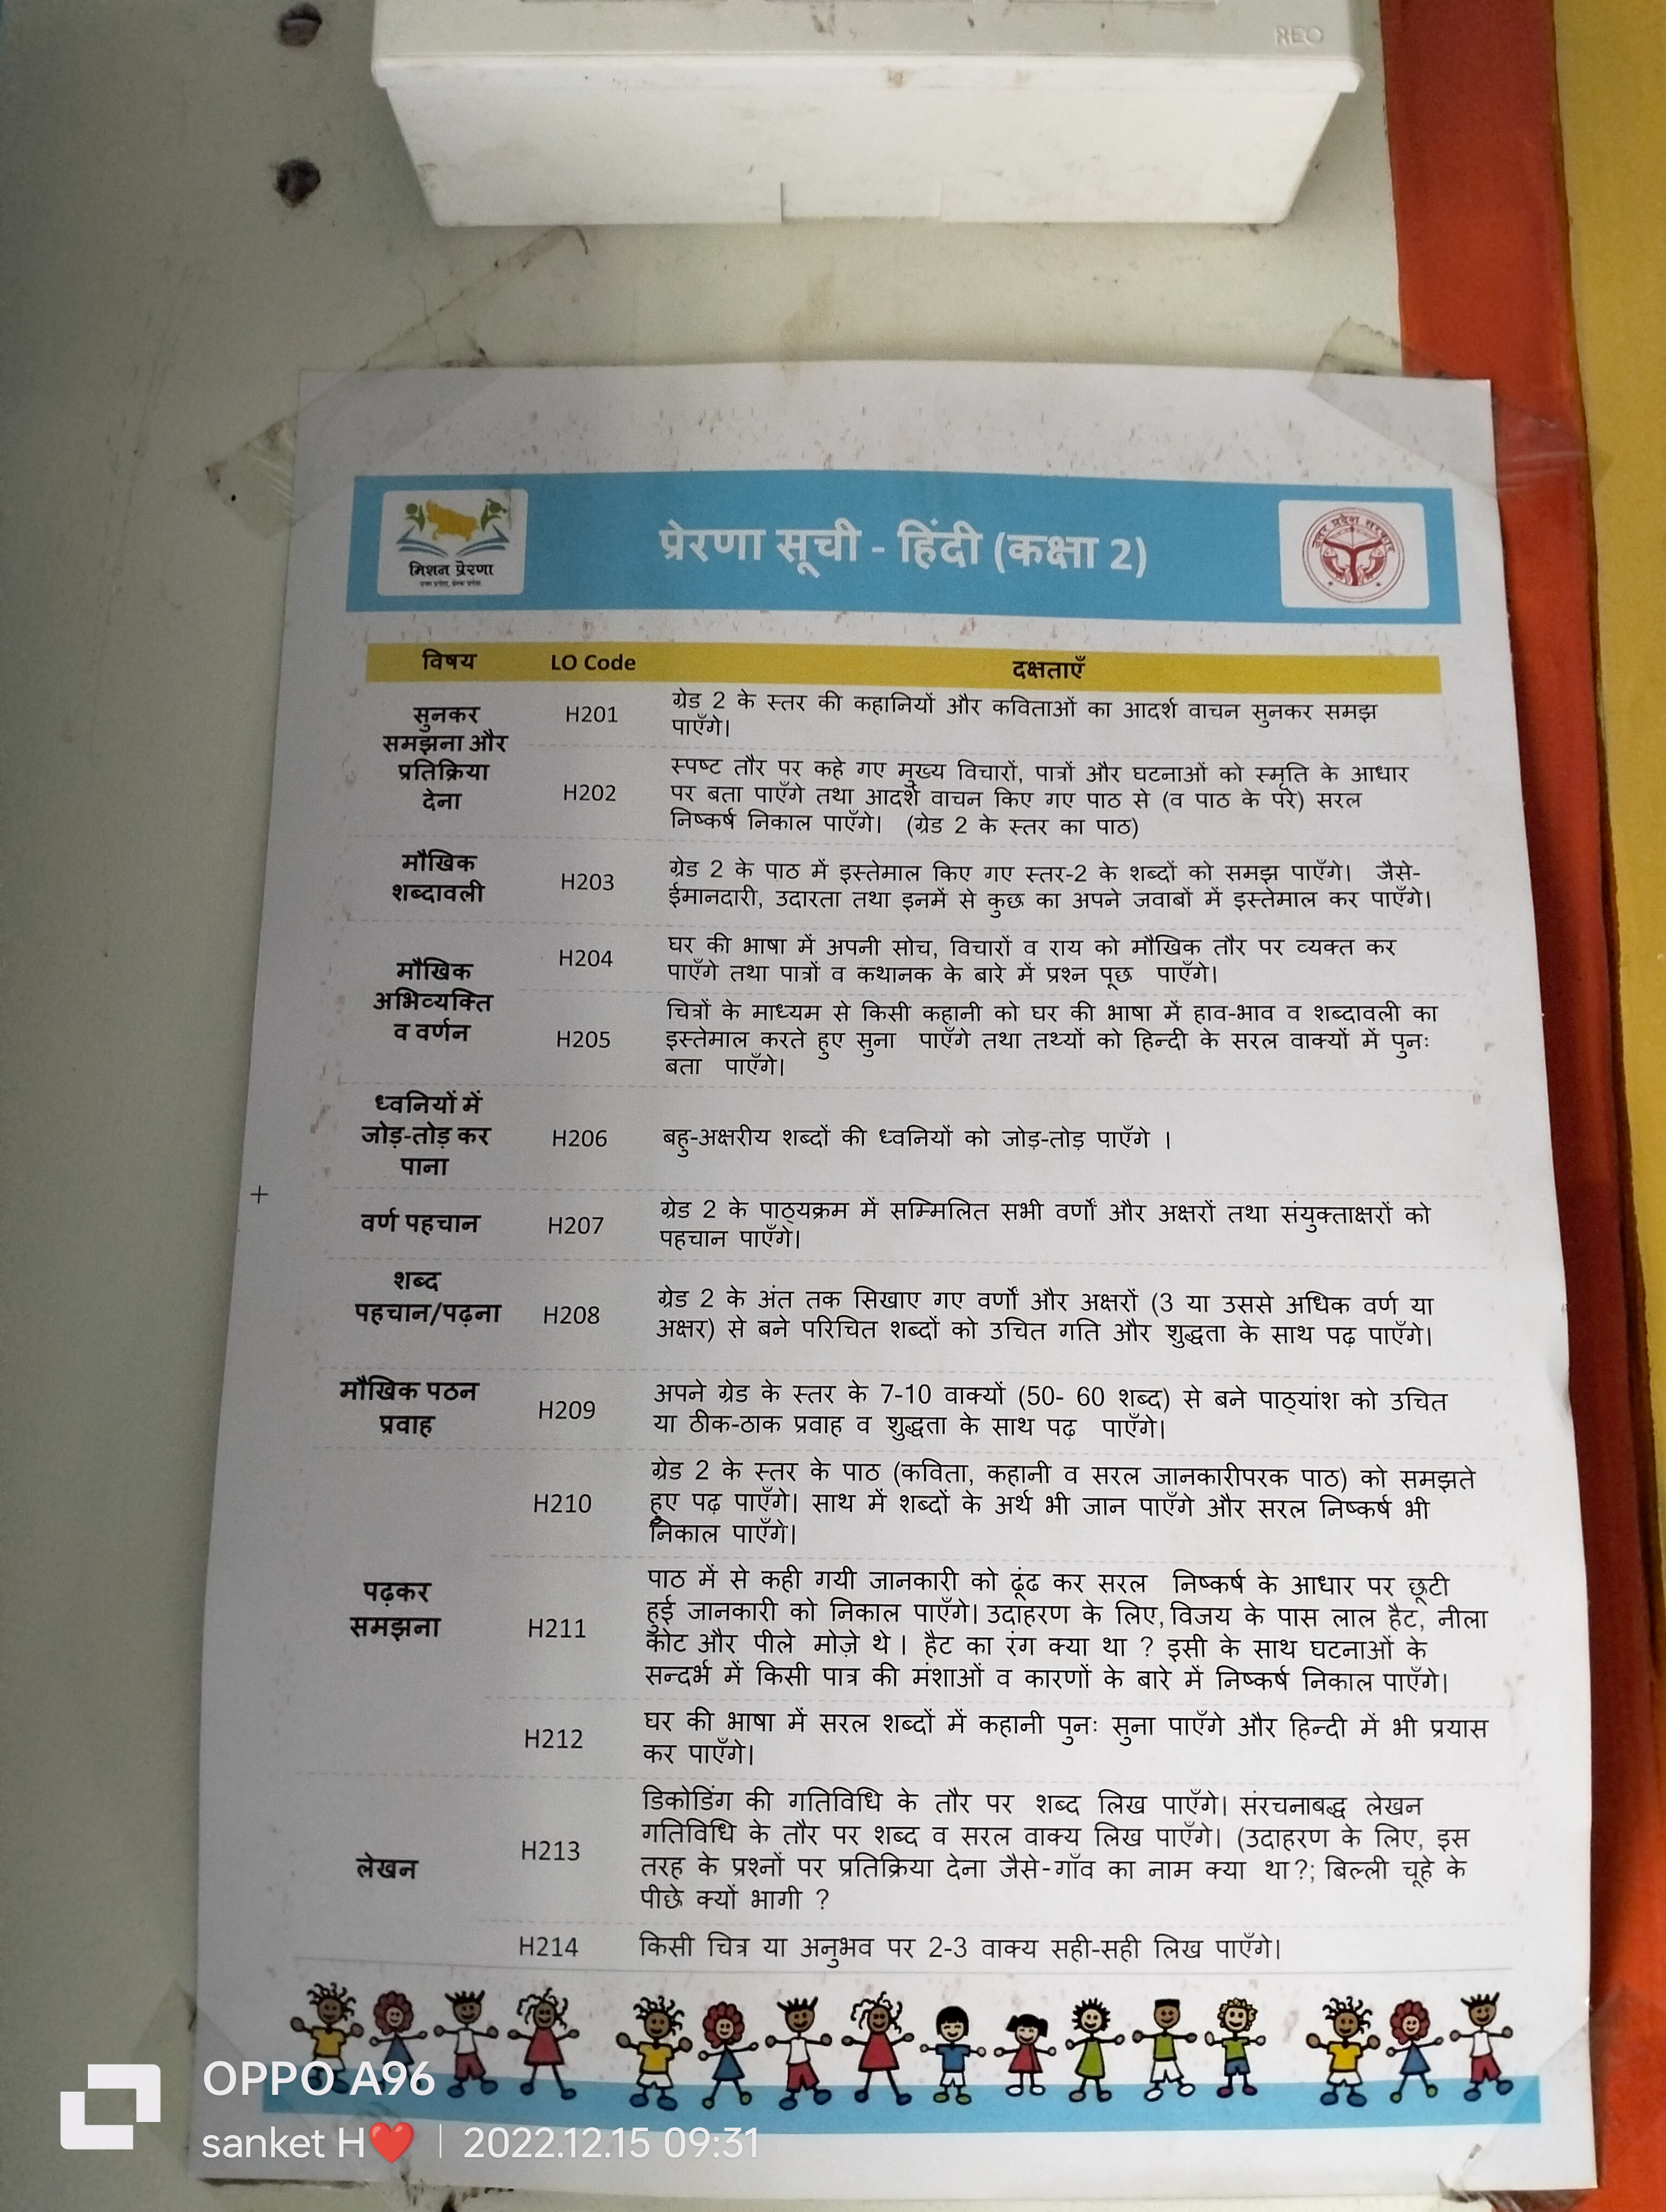 REO
मिशन प्रेरणा
प्रेरणा सूची - हिंदी (कक्षा 2)
उत्तर प्रदेश सरकार
विषय LO Code दक्षताएँ
सुनकर
समझना और
प्रतिक्रिया
देना
H201
ग्रेड 2 के स्तर की कहानियों और कविताओं का आदर्श वाचन सुनकर समझ
पाएँगे।
H202
स्पष्ट तौर पर कहे गए मुख्य विचारों, पात्रों और घटनाओं को स्मृति के आधार
पर बता पाएँगे तथा आदर्श वाचन किए गए पाठ से (व पाठ के परे) सरल
निष्कर्ष निकाल पाएँगे। (ग्रेड 2 के स्तर का पाठ)
मौखिक
शब्दावली
H203
ग्रेड 2 के पाठ में इस्तेमाल किए गए स्तर-2 के शब्दों को समझ पाएँगे। जैसे-
ईमानदारी, उदारता तथा इनमें से कुछ का अपने जवाबों में इस्तेमाल कर पाएँगे।
मौखिक
अभिव्यक्ति
व वर्णन
H204
घर की भाषा में अपनी सोच, विचारों व राय को मौखिक तौर पर व्यक्त कर
पाएँगे तथा पात्रों व कथानक के बारे में प्रश्न पूछ पाएँगे।
H205
चित्रों के माध्यम से किसी कहानी को घर की भाषा में हाव-भाव व शब्दावली का
इस्तेमाल करते हुए सुना पाएँगे तथा तथ्यों को हिन्दी के सरल वाक्यों में पुनः
बता पाएँगे।
ध्वनियों में
जोड़-तोड़ कर
पाना
H206
बहु-अक्षरीय शब्दों की ध्वनियों को जोड़-तोड़ पाएँगे ।
वर्ण पहचान
H207
ग्रेड 2 के पाठ्यक्रम में सम्मिलित सभी वर्णों और अक्षरों तथा संयुक्ताक्षरों को
पहचान पाएँगे।
शब्द
पहचान/पढ़ना
H208
ग्रेड 2 के अंत तक सिखाए गए वर्णों और अक्षरों (3 या उससे अधिक वर्ण या
अक्षर) से बने परिचित शब्दों को उचित गति और शुद्धता के साथ पढ़ पाएँगे।
मौखिक पठन
प्रवाह
H209
अपने ग्रेड के स्तर के 7-10 वाक्यों (50- 60 शब्द) से बने पाठ्यांश को उचित
या ठीक-ठाक प्रवाह व शुद्धता के साथ पढ़ पाएँगे।
पढ़कर
समझना
H210
ग्रेड 2 के स्तर के पाठ (कविता, कहानी व सरल जानकारीपरक पाठ) को समझते
हुए पढ़ पाएँगे। साथ में शब्दों के अर्थ भी जान पाएँगे और सरल निष्कर्ष भी
निकाल पाएँगे।
H211
पाठ में से कही गयी जानकारी को ढूंढ कर सरल निष्कर्ष के आधार पर छूटी
हुई जानकारी को निकाल पाएँगे। उदाहरण के लिए, विजय के पास लाल हैट, नीला
कोट और पीले मोज़े थे । हैट का रंग क्या था ? इसी के साथ घटनाओं के
सन्दर्भ में किसी पात्र की मंशाओं व कारणों के बारे में निष्कर्ष निकाल पाएँगे।
H212
घर की भाषा में सरल शब्दों में कहानी पुनः सुना पाएँगे और हिन्दी में भी प्रयास
कर पाएँगे।
लेखन
H213
डिकोडिंग की गतिविधि के तौर पर शब्द लिख पाएँगे। संरचनाबद्ध लेखन
गतिविधि के तौर पर शब्द व सरल वाक्य लिख पाएँगे। (उदाहरण के लिए, इस
तरह के प्रश्नों पर प्रतिक्रिया देना जैसे-गाँव का नाम क्या था?; बिल्ली चूहे के
पीछे क्यों भागी ?
H214
किसी चित्र या अनुभव पर 2-3 वाक्य सही-सही लिख पाएँगे।
OPPO A96
sanket H❤️ | 2022.12.15 09:31